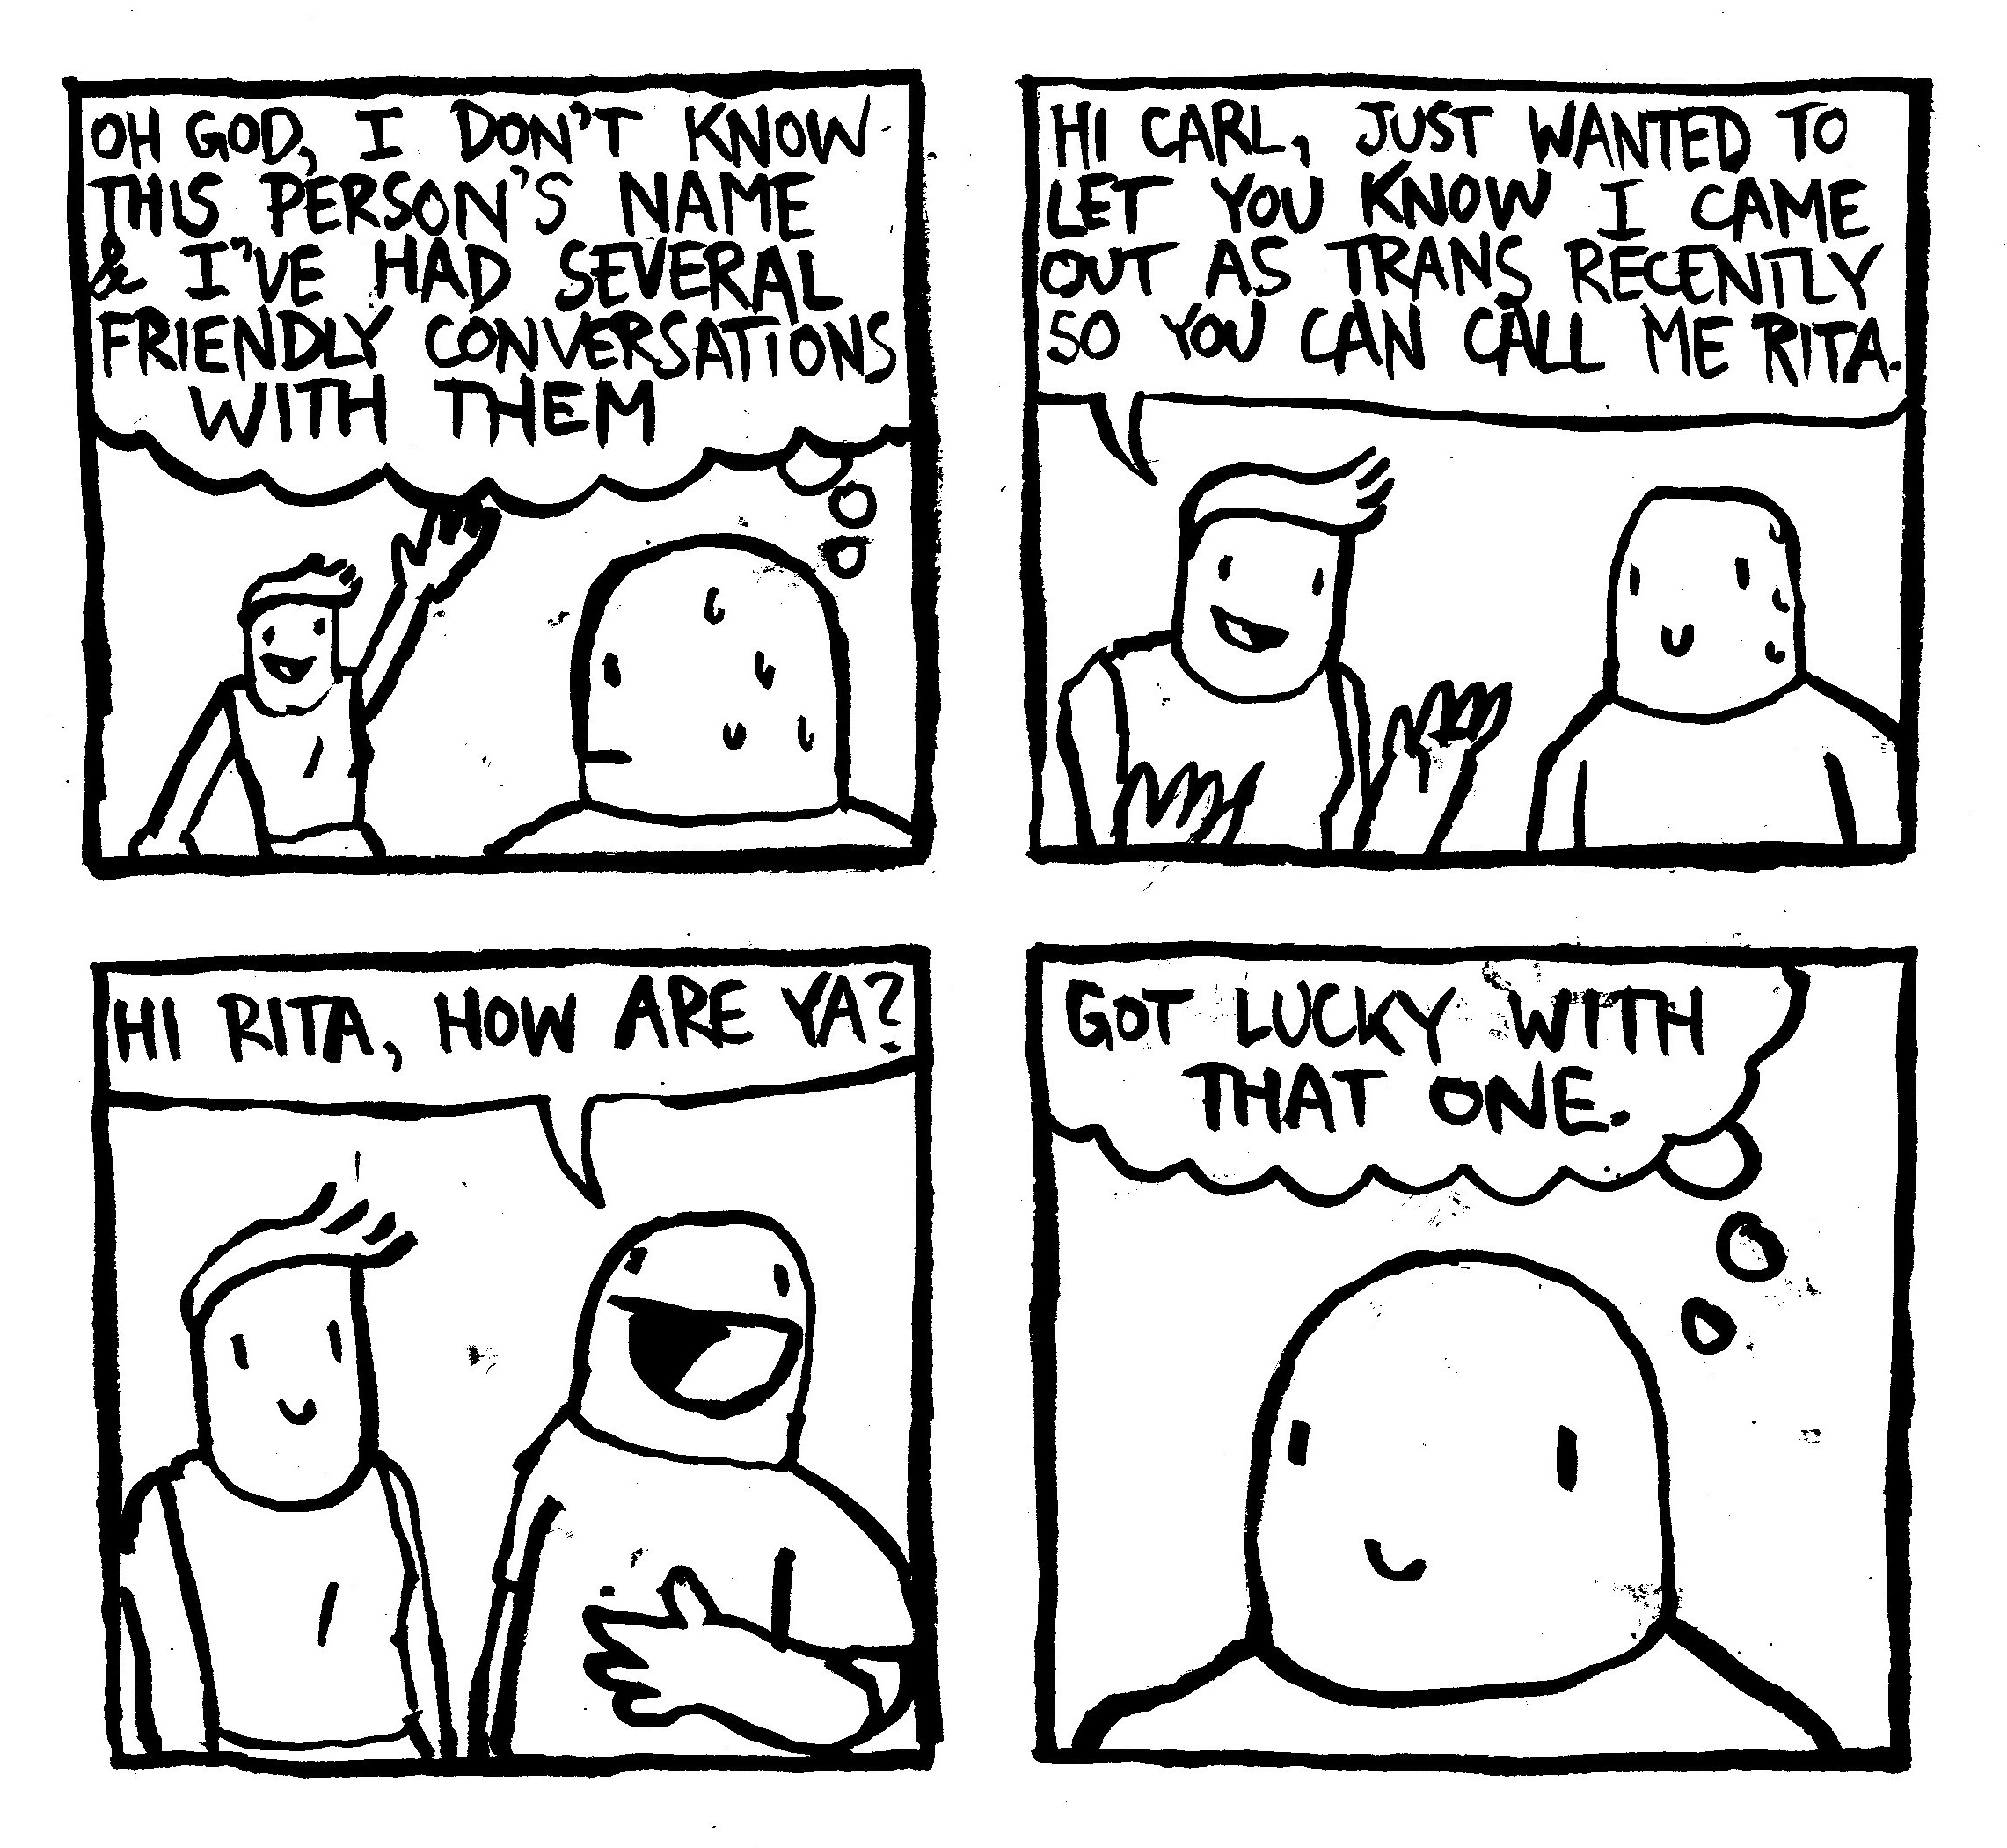 OH GOD, I DON'T KNOW
THIS PERSON'S NAME
& I'VE HAD SEVERAL
FRIENDLY CONVERSATIONS
WITH THEM
HI CARL, JUST WANTED TO
LET YOU KNOW I CAME
OUT AS TRANS RECENTLY
SO YOU CAN CALL ME RITA.
HI RITA, HOW ARE YA?
GOT LUCKY WITH
THAT ONE.